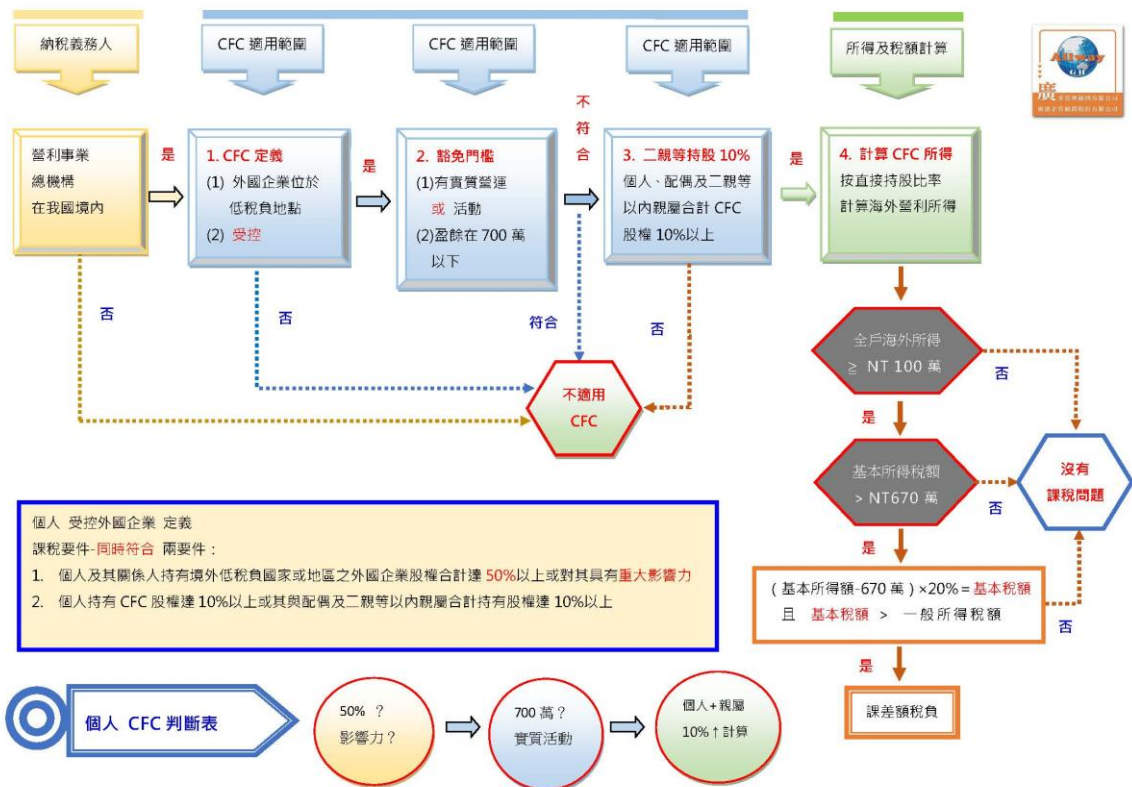 納稅義務人
CFC 適用範圍
CFC 適用範圍
CFC 適用範圍
所得及稅額計算
Allway
G H
廣
營利事業
總機構
在我國境內
是
1. CFC 定義
(1) 外國企業位於
低稅負地點
(2) 受控
是
2. 豁免門檻
(1)有實質營運
或 活動
(2)盈餘在 700 萬
以下
不
符
合
3. 二親等持股 10%
個人、配偶及二親等
以內親屬合計 CFC
股權 10%以上
是
4. 計算 CFC 所得
按直接持股比率
計算海外營利所得
否
否
符合
否
不適用
CFC
全戶海外所得
≧ NT 100 萬
否
是
基本所得稅額
> NT670 萬
否
沒有
課稅問題
是
(基本所得額-670 萬)×20%=基本稅額
且 基本稅額 > 一般所得稅額
否
是
課差額稅負
個人 受控外國企業 定義
課稅要件-同時符合 兩要件:
1. 個人及其關係人持有境外低稅負國家或地區之外國企業股權合計達 50%以上或對其具有重大影響力
2. 個人持有 CFC 股權達 10%以上或其與配偶及二親等以內親屬合計持有股權達 10%以上
個人 CFC 判斷表
50% ?
影響力?
700 萬?
實質活動
個人+親屬
10%↑計算